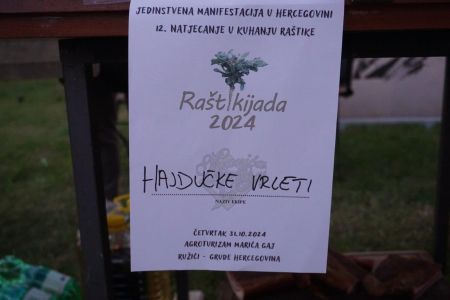 JEDINSTVENA MANIFESTACIJA U HERCEGOVINI
12. NATJECANJE U KUHANJU RAŠTIKE
Raštikijada
2024
HAJDUČKE VRLETI
NAZIV EKIPE
ČETVRTAK 31.10.2024
AGROTURIZAM MARIĆA GAJ
RUŽIĆI - GRUDE HERCEGOVINA